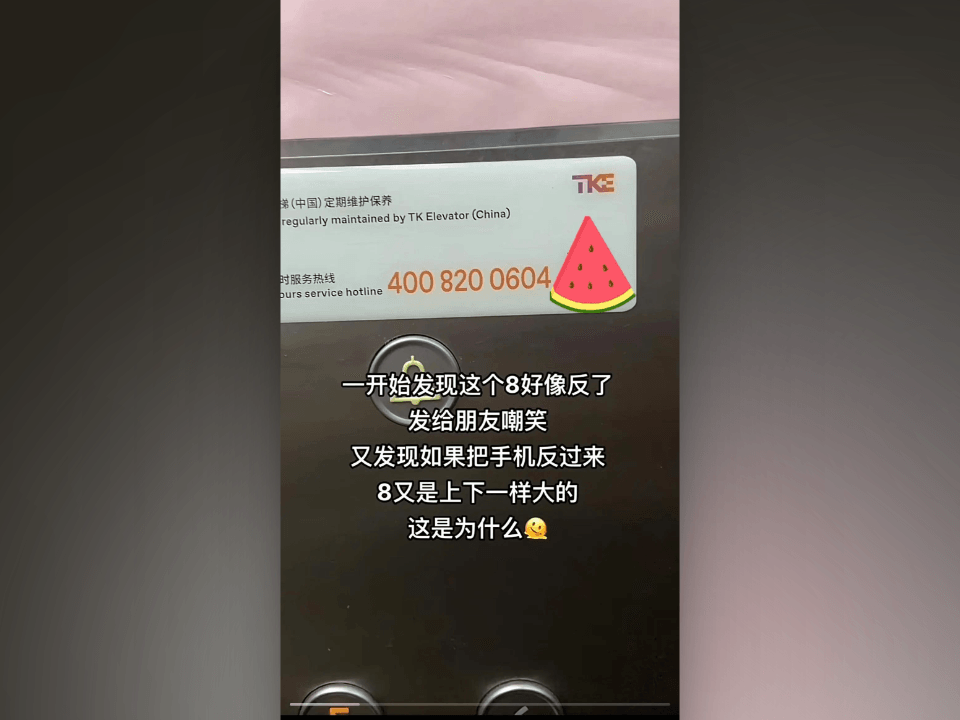 TKE
梯(中国)定期维护保养
regularly maintained by TK Elevator (China)
时服务热线
ours service hotline
400 820 0604
一开始发现这个8好像反了
发给朋友嘲笑
又发现如果把手机反过来
8又是上下一样大的
这是为什么🫠